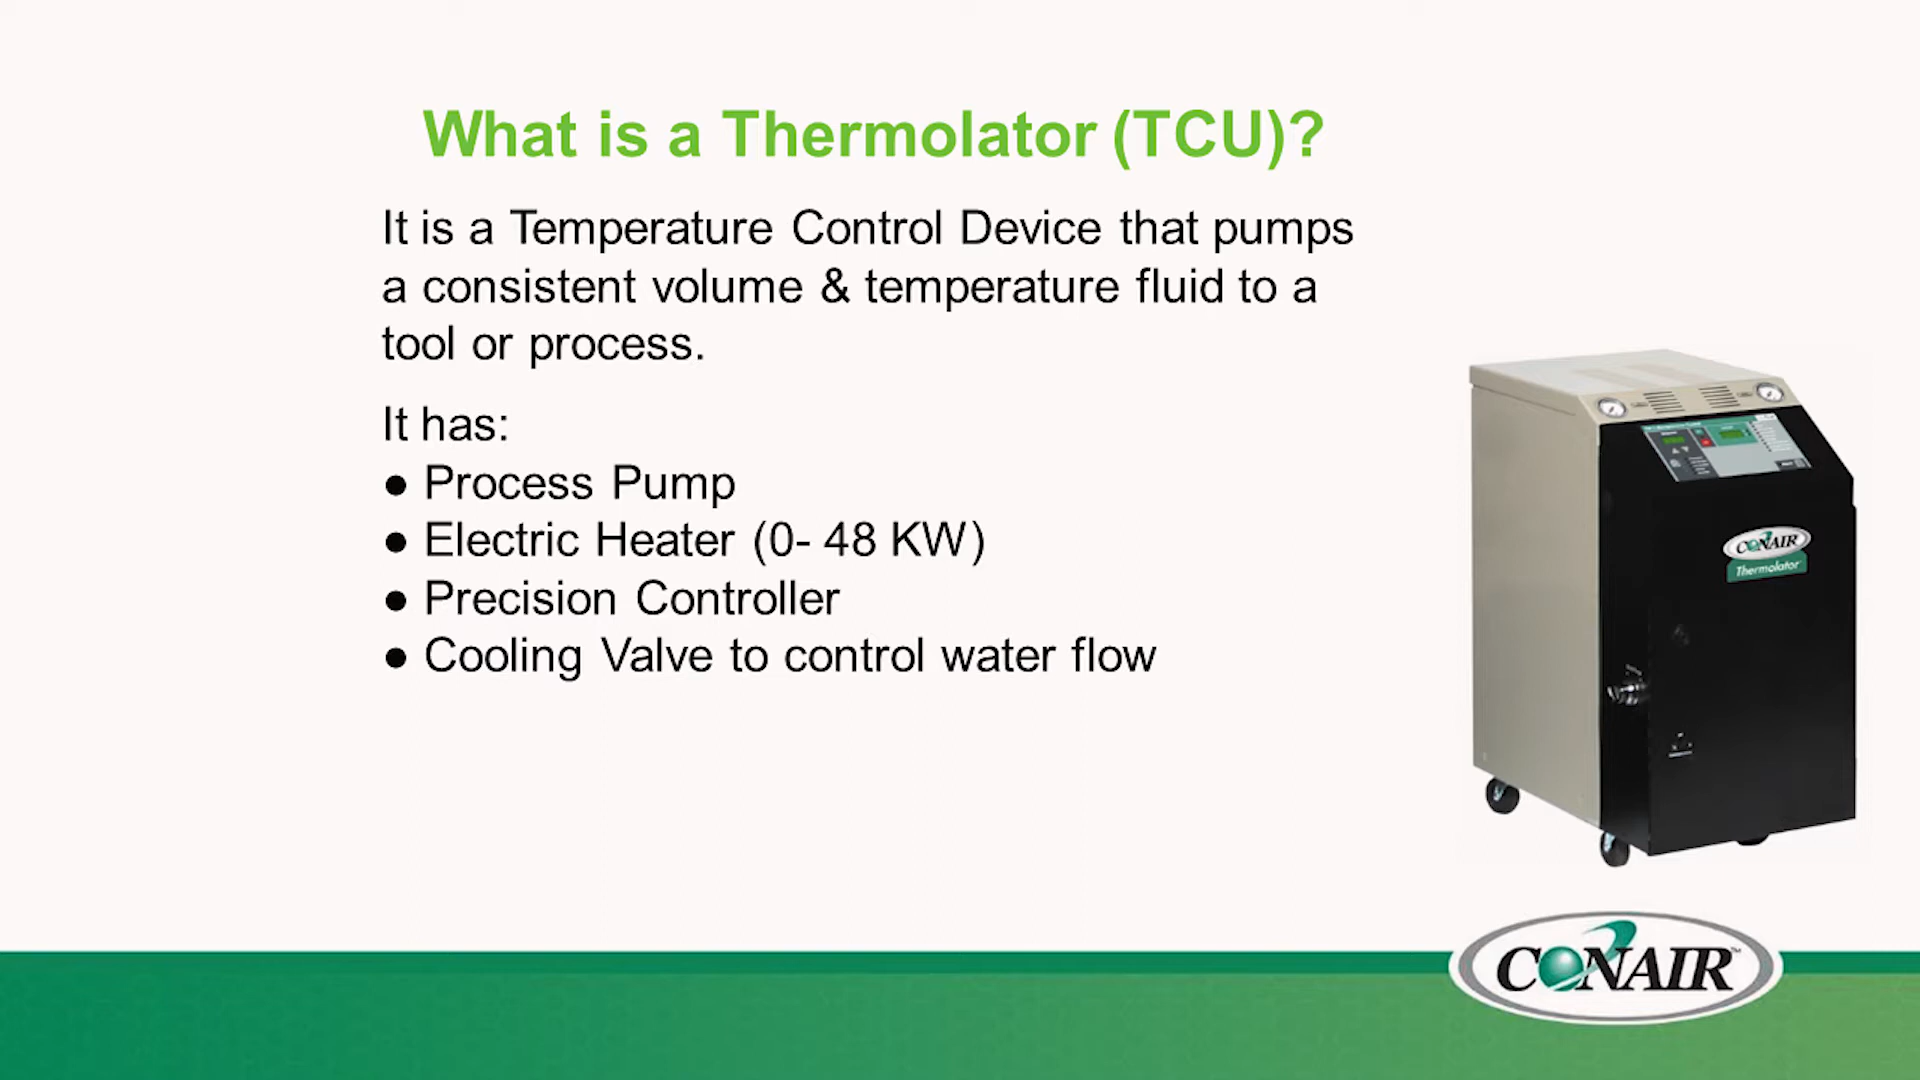 What is a Thermolator (TCU)?
It is a Temperature Control Device that pumps
a consistent volume & temperature fluid to a
tool or process.
It has:
● Process Pump
● Electric Heater (0- 48 KW)
● Precision Controller
● Cooling Valve to control water flow
CONAIR
Thermolator
CONAIR™